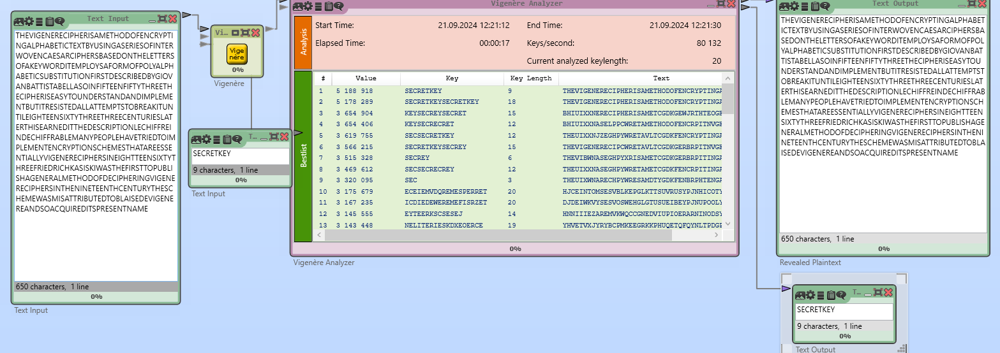 Text Input
THEVIGENERECIPHERISAMETHODOFENCRYPTI
NGALPHABETICTEXTBYUSINGASERIESOFINTER
WOVENCAESARCIPHERSBASEDONTHELETTERS
OFAKEYWORDITEMPLOYSAFORMOFPOLYALPH
ABETICSUBSTITUTIONFIRSTDESCRIBEDBYGIOV
ANBATTISTABELLASOINFIFTEENFIFTYTHREETH
ECIPHERISEASYTOUNDERSTANDANDIMPLEME
NTBUTITRESISTEDALLATTEMPTSTOBREAKITUN
TILEIGHTEENSIXTYTHREETHREECENTURIESLAT
ERTHISEARNEDITTHEDESCRIPTIONLECHIFFREI
NDECHIFFRABLEMANYPEOPLEHAVETRIEDTOIM
PLEMENTENCRYPTIONSCHEMESTHATAREESSE
NTIALLYVIGENERECIPHERSINEIGHTTEENSIXTYT
HREEFRIEDRICHKASISKIWASTHEFIRSTTOPUBLI
SHAGENERALMETHODOFDECIPHERINGVIGENE
RECIPHERSINTHENINETEENTHCENTURYTHESC
HEMEWASMISATTRIBUTEDTOBLAISEDEVIGENE
REANDSOACQUIREDITSPRESENTNAME
650 characters, 1 line
0%
Text Input
Vi...
Vige
nère
0%
Vigenère
T...
SECRETKEY
9 characters, 1 line
0%
Text Input
Vigenère Analyzer
Analysis
Start Time: 21.09.2024 12:21:12 End Time: 21.09.2024 12:21:30
Elapsed Time: 00:00:17 Keys/second: 80 132
Current analyzed keylength: 20
Bestlist
# Value Key Key Length Text
1 5 188 918 SECRETKEY 9 THEVIGENERECIPHERISAMETHODOFENCRYPTINGA
2 5 178 289 SECRETKEYSECRETKEY 18 THEVIGENERECIPHERISAMETHODOFENCRYPTINGA
3 3 654 904 KEYSECREYSECRET 15 BHIUIXXNERECIPHERISAMETCGDKGEWJRTHTEOGE
4 3 654 406 KEYSECRECRET 12 BHIUIXXNASELPPCWRETAMETHODOFENCRPITNVGE
5 3 619 755 SECSECRETKEY 12 THEUIXXNJZEGHPYWRETAVLTCGDKFENCRYPTINGA
6 3 566 215 SECRETKEYSECREY 15 THEVIGENERECIPHERISAMETCGDKGERBRPITNVGE
7 3 515 328 SECREY 6 THEVIBWNASEGHPYXRISAMETCGDKGENCRPITNVGE
8 3 469 612 SECSECRECREY 12 THEUIXXNASEGHPYWRETAMETCGDKFENCRPITINGA
9 3 320 095 SEC 3 THEUIXWNARECHPYWRESAMDTYGDKFENBRPHTENGA
10 3 175 679 ECEIEMVDQREMESPERRET 20 HJCEINTOMSESVBLKEPGLKTTSUVRUSYPJNHICOTY
11 3 167 235 ICDIEDEWEREMEFISRZET 20 DJDEIWKVYSESVOSWEHGLGTUSUEIBEYPJNUPOOLY
12 3 145 555 EYTEERKSCSESEJ 14 HNNIIIEZAREMVKWQCCGNEDVIUPIOERARNINODSY
13 3 143 448 NELITERIESKDXEOERCE 19 YHVETVXJYRYBCPMKEEGRKKPHUQETQFQYNLTPDGP
0%
Vigenère Analyzer
Text Output
THEVIGENERECIPHERISAMETHODOFENCRYPTINGALPHABET
ICTEXTBYUSINGASERIESOFINTERWOVENCAESARCIPHERSBA
SEDONTHELETTERSOFAKEYWORDITEMPLOYSAFORMOFPOL
YALPHABETICSUBSTITUTIONFIRSTDESCRIBEDBYGIOVANBAT
TISTABELLASOINFIFTEENFIFTYTHREETHECIPHERISEASYTOU
NDERSTANDANDIMPLEMENTBUTITRESISTEDALLATTEMPTST
OBREAKITUNTILEIGHTEENSIXTYTHREETHREECENTURIESLAT
ERTHISEARNEDITTHEDESCRIPTIONLECHIFFREINDECHIFFRAB
LEMANYPEOPLEHAVETRIEDTOIMPLEMENTENCRYPTIONSCH
EMESTHATAREESSENTIALLYVIGENERECIPHERSINEIGHTTEEN
SIXTYTHREEFRIEDRICHKASISKIWASTHEFIRSTTOPUBLISHAGE
NERALMETHODOFDECIPHERINGVIGENERECIPHERSINTHENI
NETEENTHCENTURYTHESCHEMEWASMISATTRIBUTEDTOBLA
ISEDEVIGENEREANDSOACQUIREDITSPRESENTNAME
650 characters, 1 line
0%
Revealed Plaintext
T...
SECRETKEY
9 characters, 1 line
0%
Text Output